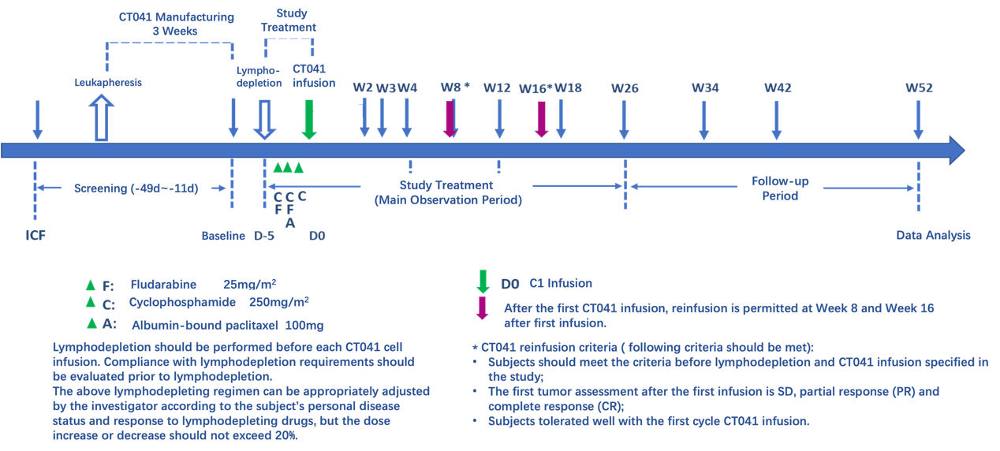 CT041 Manufacturing
3 Weeks
Study
Treatment
Leukapheresis
Lympho-
depletion
CT041
infusion
W2 W3 W4 W8 * W12 W16* W18 W26 W34 W42 W52
Screening (-49d~-11d)
C C C
F F
A
Study Treatment
(Main Observation Period)
Follow-up
Period
ICF Baseline D-5 D0 Data Analysis
F: Fludarabine 25mg/m²
C: Cyclophosphamide 250mg/m²
A: Albumin-bound paclitaxel 100mg
Lymphodepletion should be performed before each CT041 cell
infusion. Compliance with lymphodepletion requirements should
be evaluated prior to lymphodepletion.
The above lymphodepleting regimen can be appropriately adjusted
by the investigator according to the subject's personal disease
status and response to lymphodepleting drugs, but the dose
increase or decrease should not exceed 20%.
D0 C1 Infusion
After the first CT041 infusion, reinfusion is permitted at Week 8 and Week 16
after first infusion.
* CT041 reinfusion criteria ( following criteria should be met):
• Subjects should meet the criteria before lymphodepletion and CT041 infusion specified in
the study;
• The first tumor assessment after the first infusion is SD, partial response (PR) and
complete response (CR);
• Subjects tolerated well with the first cycle CT041 infusion.